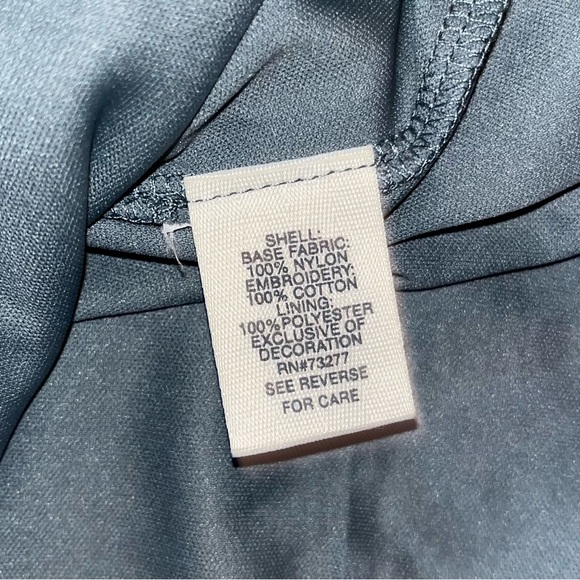 SHELL:
BASE FABRIC:
100% NYLON
EMBROIDERY:
100% COTTON
LINING:
100%POLYESTER
EXCLUSIVE OF
DECORATION
RN#73277
SEE REVERSE
FOR CARE